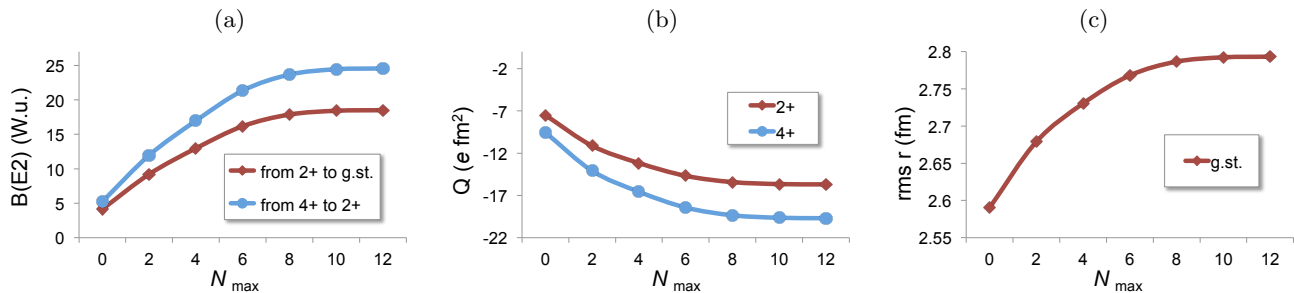 (a)
B(E2) (W.u.)
25
20
15
10
5
0
from 2+ to g.st.
from 4+ to 2+
0 2 4 6 8 10 12
N max
(b)
Q (e fm²)
-2
-7
-12
-17
-22
2+
4+
0 2 4 6 8 10 12
N max
(c)
rms r (fm)
2.8
2.75
2.7
2.65
2.6
2.55
g.st.
0 2 4 6 8 10 12
N max